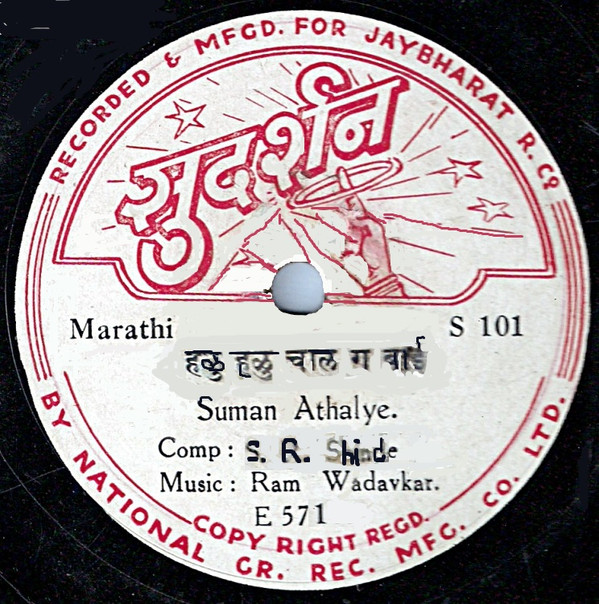 RECORDED & MFGD. FOR JAYBHARAT R. Cº
सुदर्शन
Marathi
S 101
हळु हळु चाल ग बाई
Suman Athalye.
Comp : S. R. Shinde
Music : Ram Wadavkar.
E 571
COPY RIGHT REGD.
BY NATIONAL GR. REC. MFG. CO. LTD.